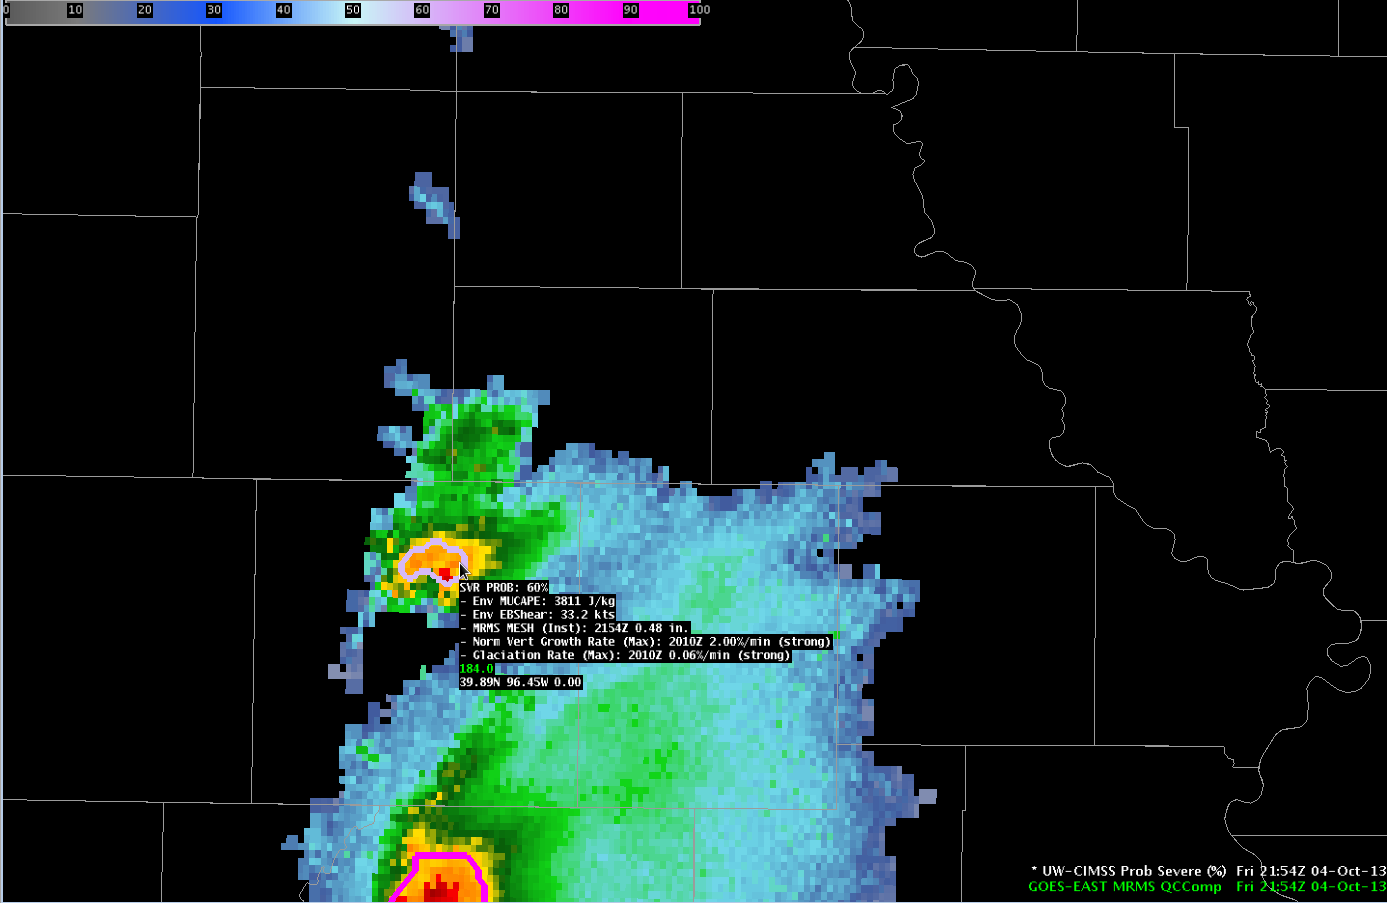 0 10 20 30 40 50 60 70 80 90 100
SVR PROB: 60%
- Env MUCAPE: 3811 J/kg
- Env EBShear: 33.2 kts
- MRMS MESH (Inst): 2154Z 0.48 in.
- Norm Vert Growth Rate (Max): 2010Z 2.00%/min (strong)
- Glaciation Rate (Max): 2010Z 0.06%/min (strong)
184.0
39.89N 96.45W 0.00
* UW-CIMSS Prob Severe (%) Fri 21:54Z 04-Oct-13
GOES-EAST MRMS QCComp Fri 21:54Z 04-Oct-13